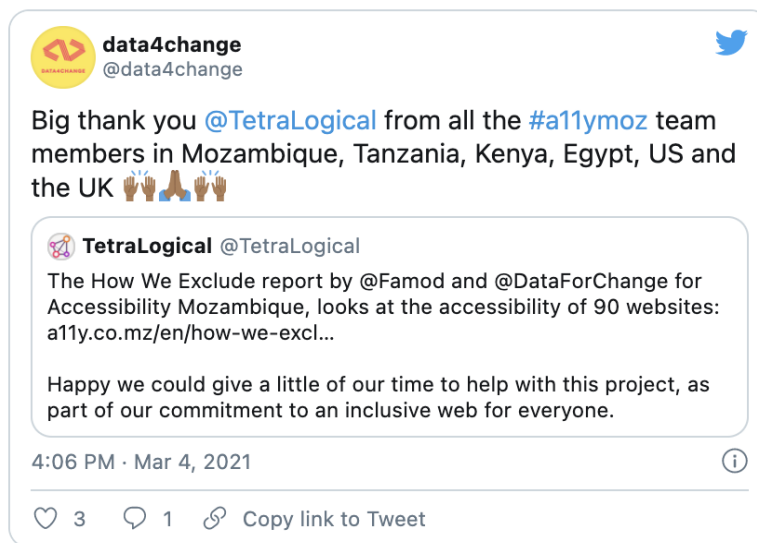 DATA4CHANGE
data4change
@data4change
Big thank you @TetraLogical from all the #a11ymoz team
members in Mozambique, Tanzania, Kenya, Egypt, US and
the UK 🙌🏾🙏🏾🙌🏾
TetraLogical @TetraLogical
The How We Exclude report by @Famod and @DataForChange for
Accessibility Mozambique, looks at the accessibility of 90 websites:
a11y.co.mz/en/how-we-excl...
Happy we could give a little of our time to help with this project, as
part of our commitment to an inclusive web for everyone.
4:06 PM · Mar 4, 2021
3 1 Copy link to Tweet